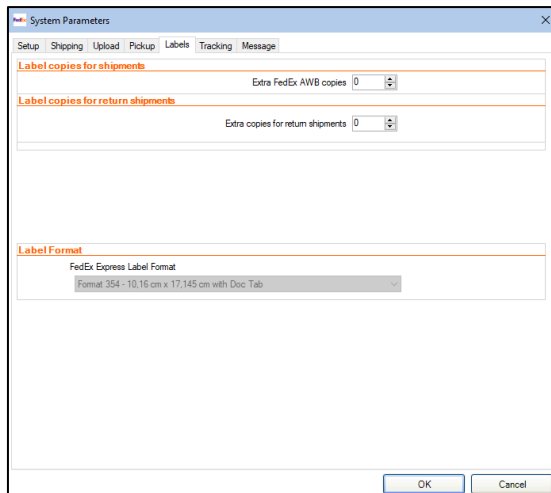 FedEx System Parameters
Setup Shipping Upload Pickup Labels Tracking Message
Label copies for shipments
Extra FedEx AWB copies 0
Label copies for return shipments
Extra copies for return shipments 0
Label Format
FedEx Express Label Format
Format 354 - 10,16 cm x 17,145 cm with Doc Tab
OK Cancel